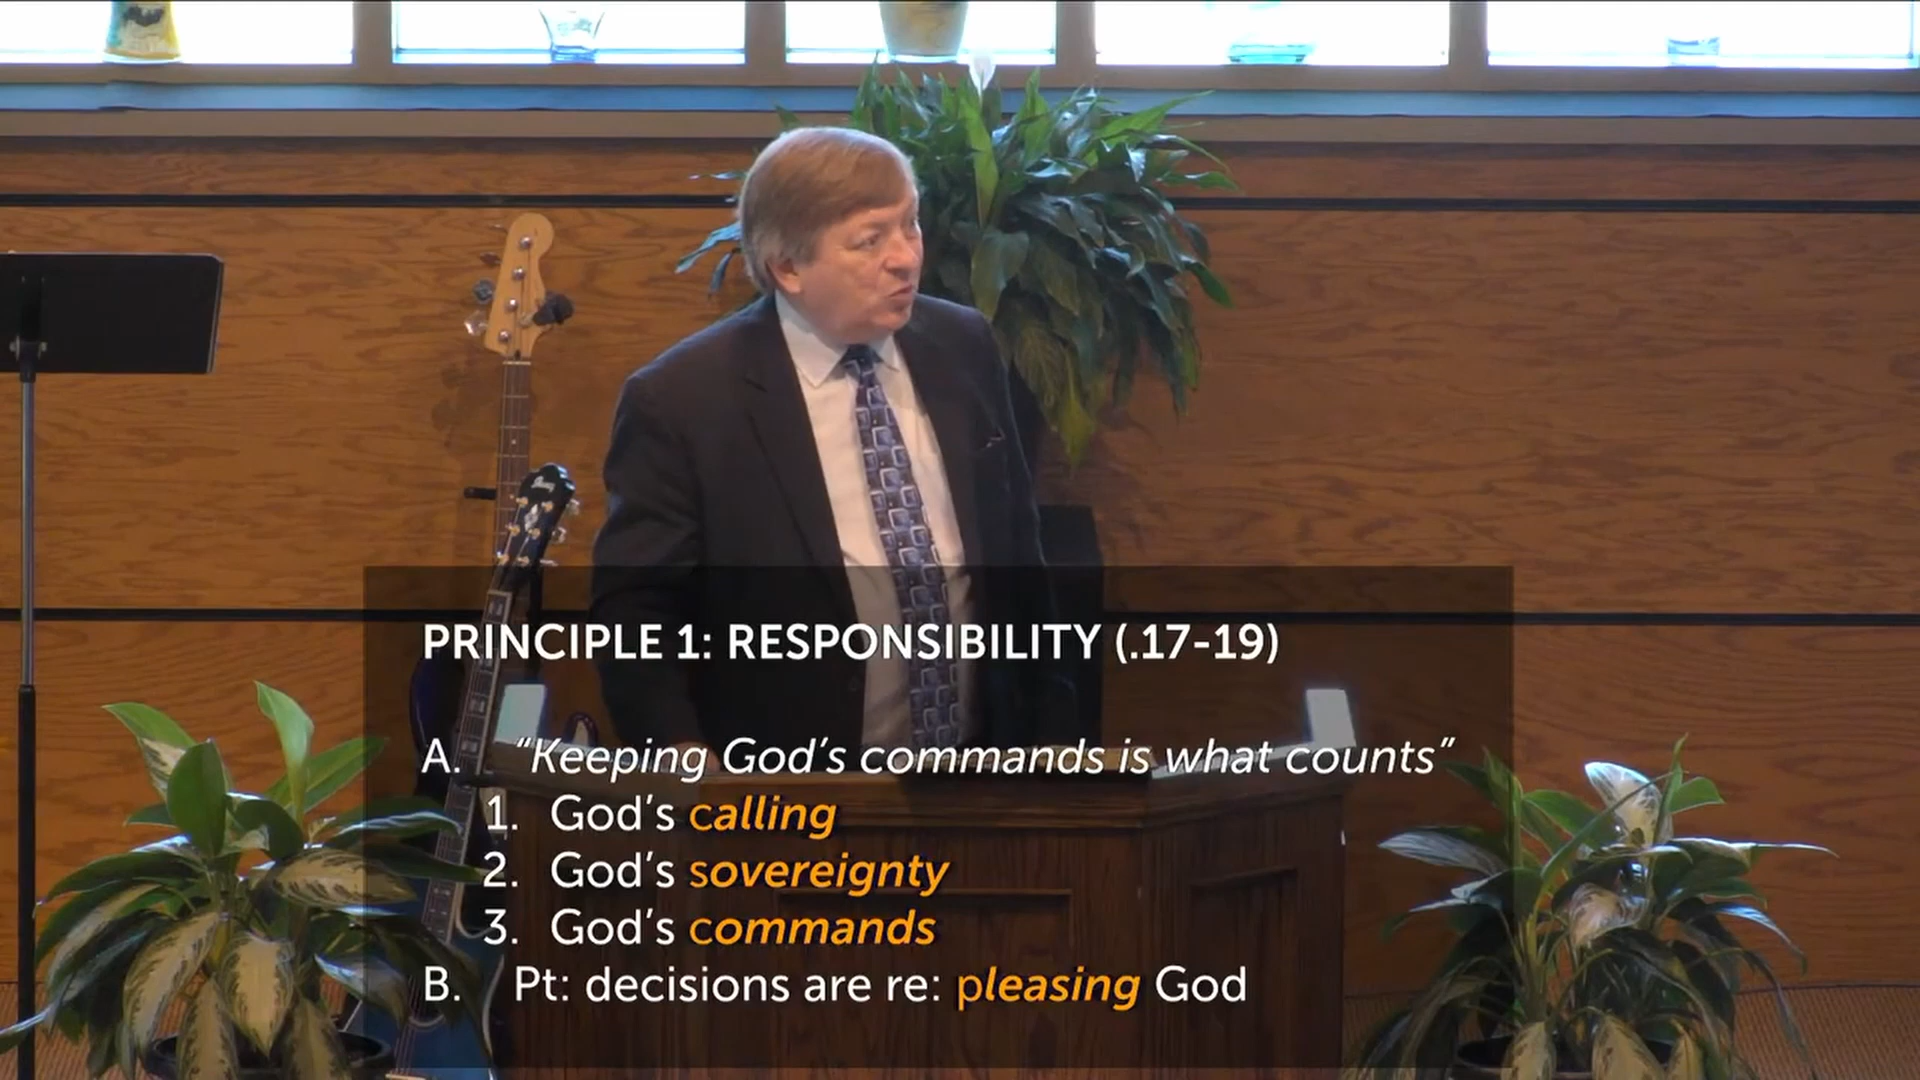 PRINCIPLE 1: RESPONSIBILITY (.17-19)
A. “Keeping God’s commands is what counts”
1. God’s calling
2. God’s sovereignty
3. God’s commands
B. Pt: decisions are re: pleasing God